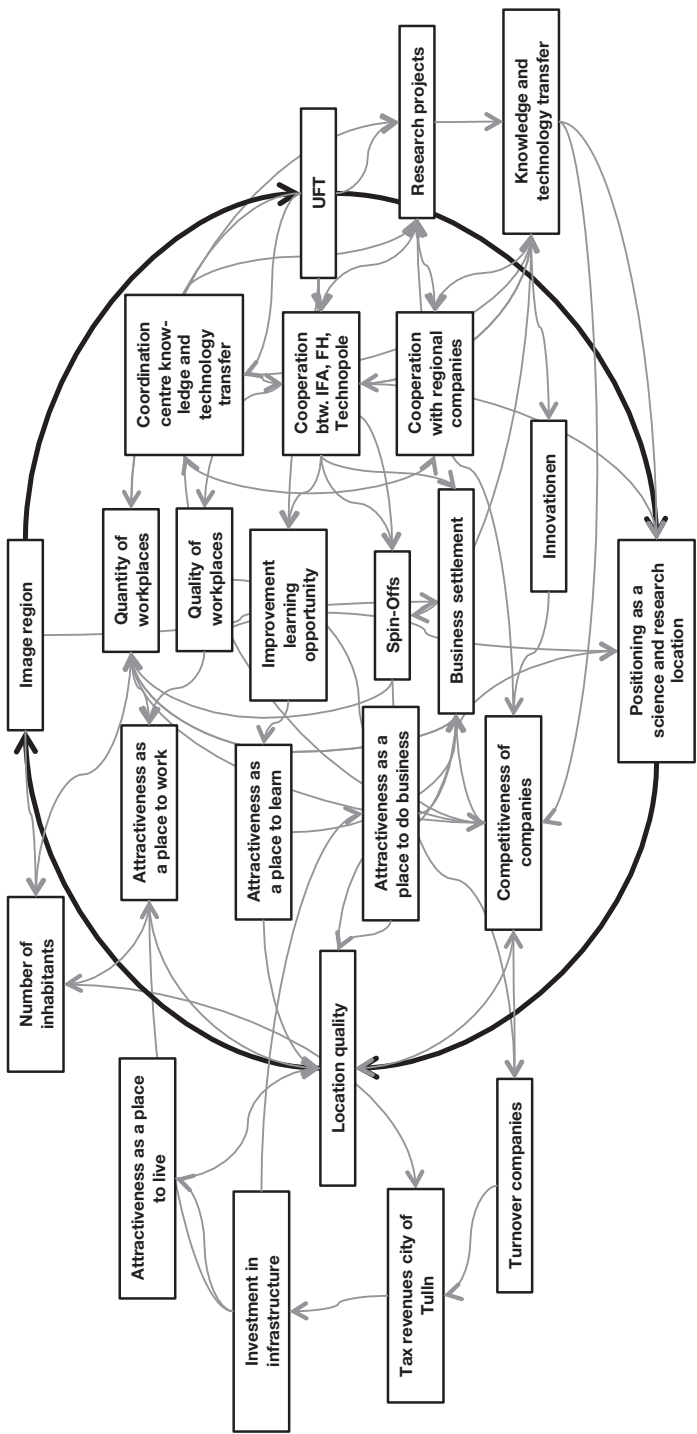 Image region
Number of
inhabitants
Quantity of
workplaces
Attractiveness as
a place to work
Attractiveness as a place
to live
Coordination
centre know-
ledge and
technology
transfer
Quality of
workplaces
Improvement
learning
opportunity
Attractiveness as
a place to learn
Investment in
infrastructure
UFT
Cooperation
btw. IFA, FH,
Technopole
Spin-Offs
Attractiveness as a
place to do business
Location quality
Research projects
Cooperation
with regional
companies
Business settlement
Tax revenues city of
Tulln
Knowledge and
technology transfer
Innovationen
Competitiveness of
companies
Turnover companies
Positioning as a
science and research
location